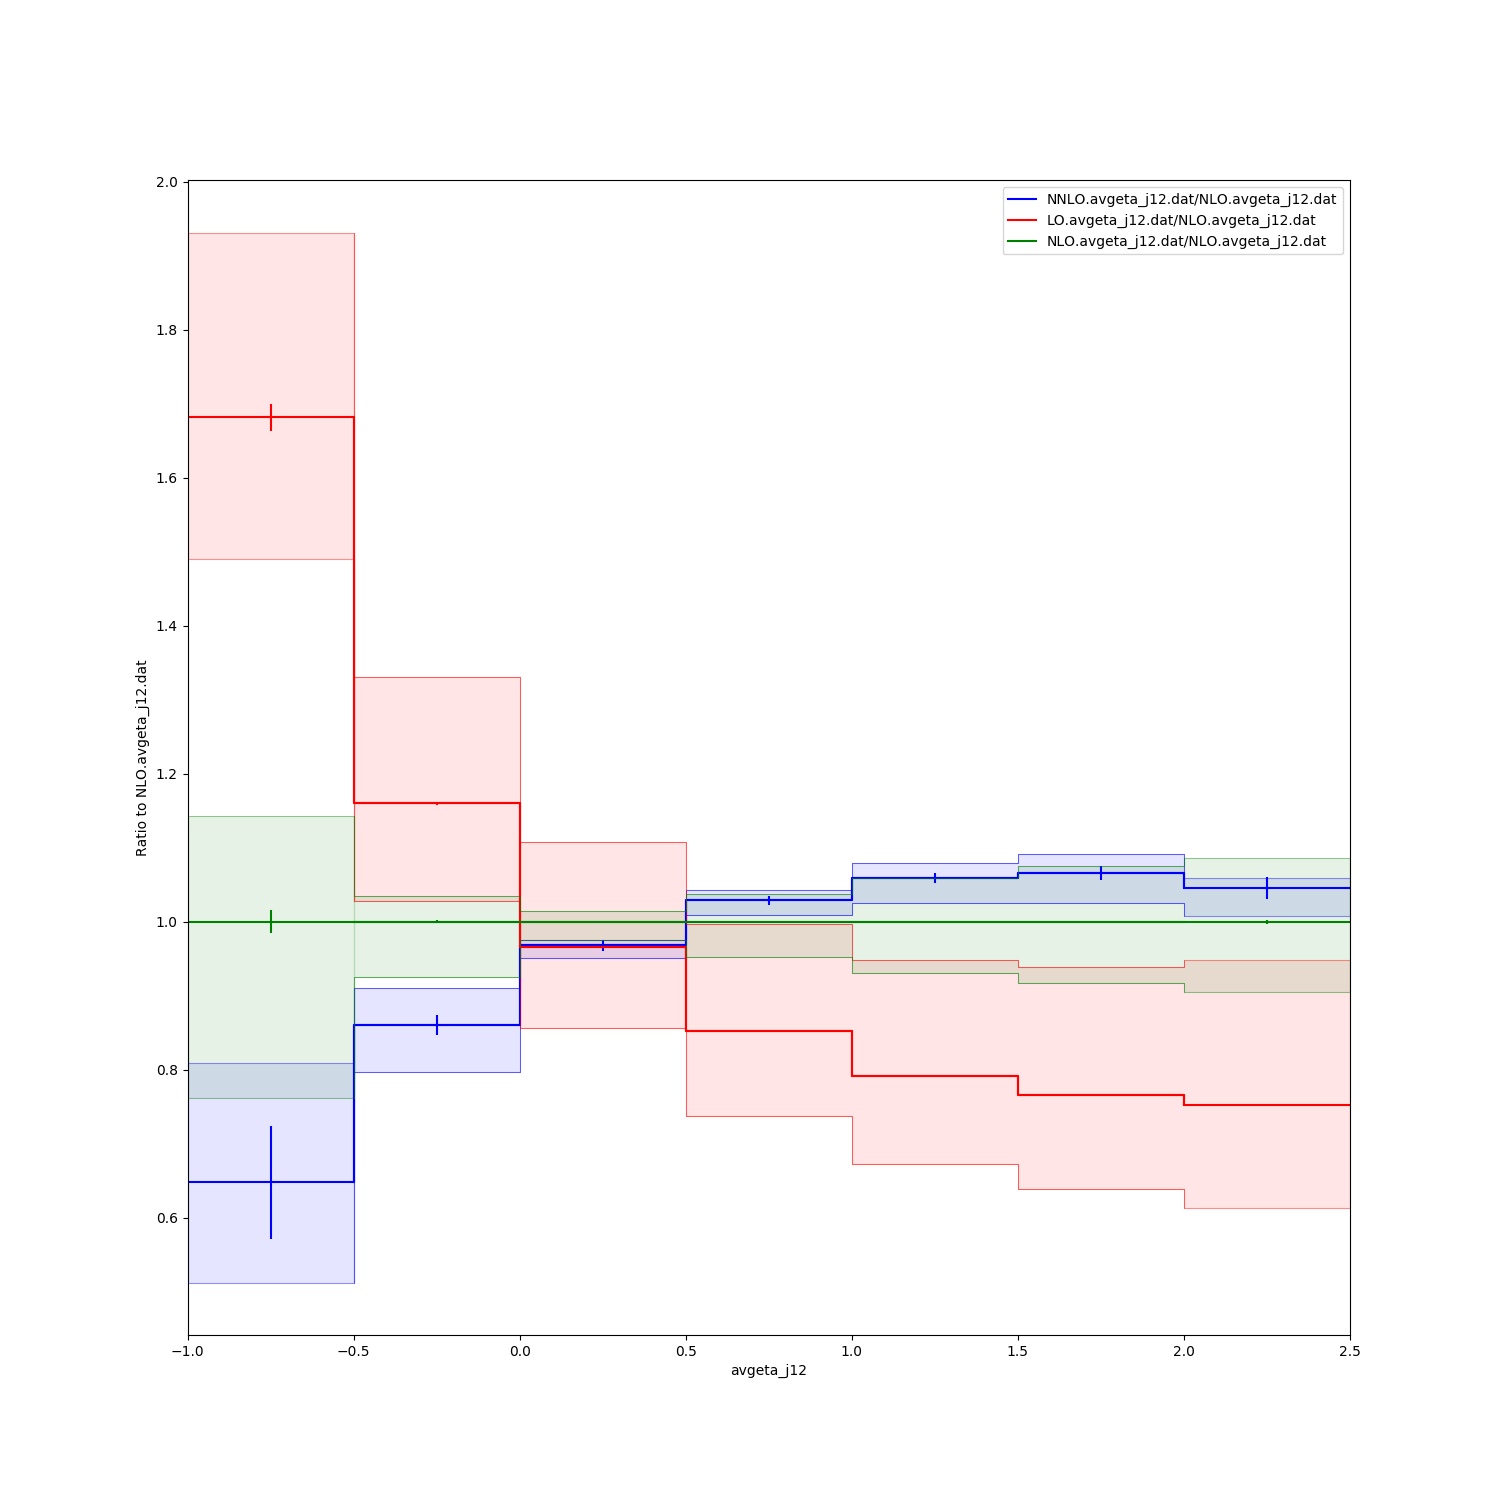 NNLO.avgeta_j12.dat/NLO.avgeta_j12.dat
LO.avgeta_j12.dat/NLO.avgeta_j12.dat
NLO.avgeta_j12.dat/NLO.avgeta_j12.dat
Ratio to NLO.avgeta_j12.dat
2.0
1.8
1.6
1.4
1.2
1.0
0.8
0.6
−1.0 −0.5 0.0 0.5 1.0 1.5 2.0 2.5
avgeta_j12